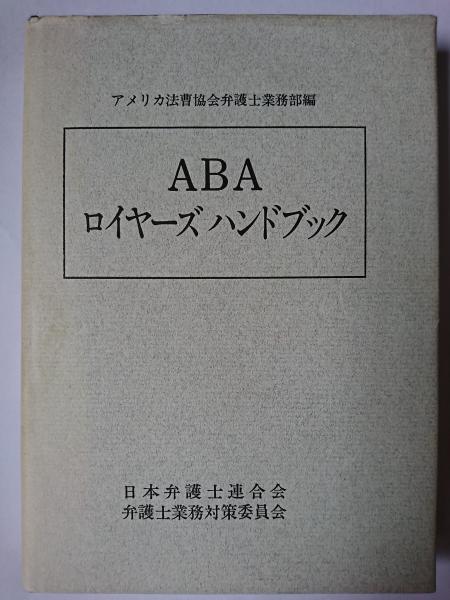 アメリカ法曹協会弁護士業務部編
ABA
ロイヤーズ ハンドブック
日本弁護士連合会
弁護士業務対策委員会